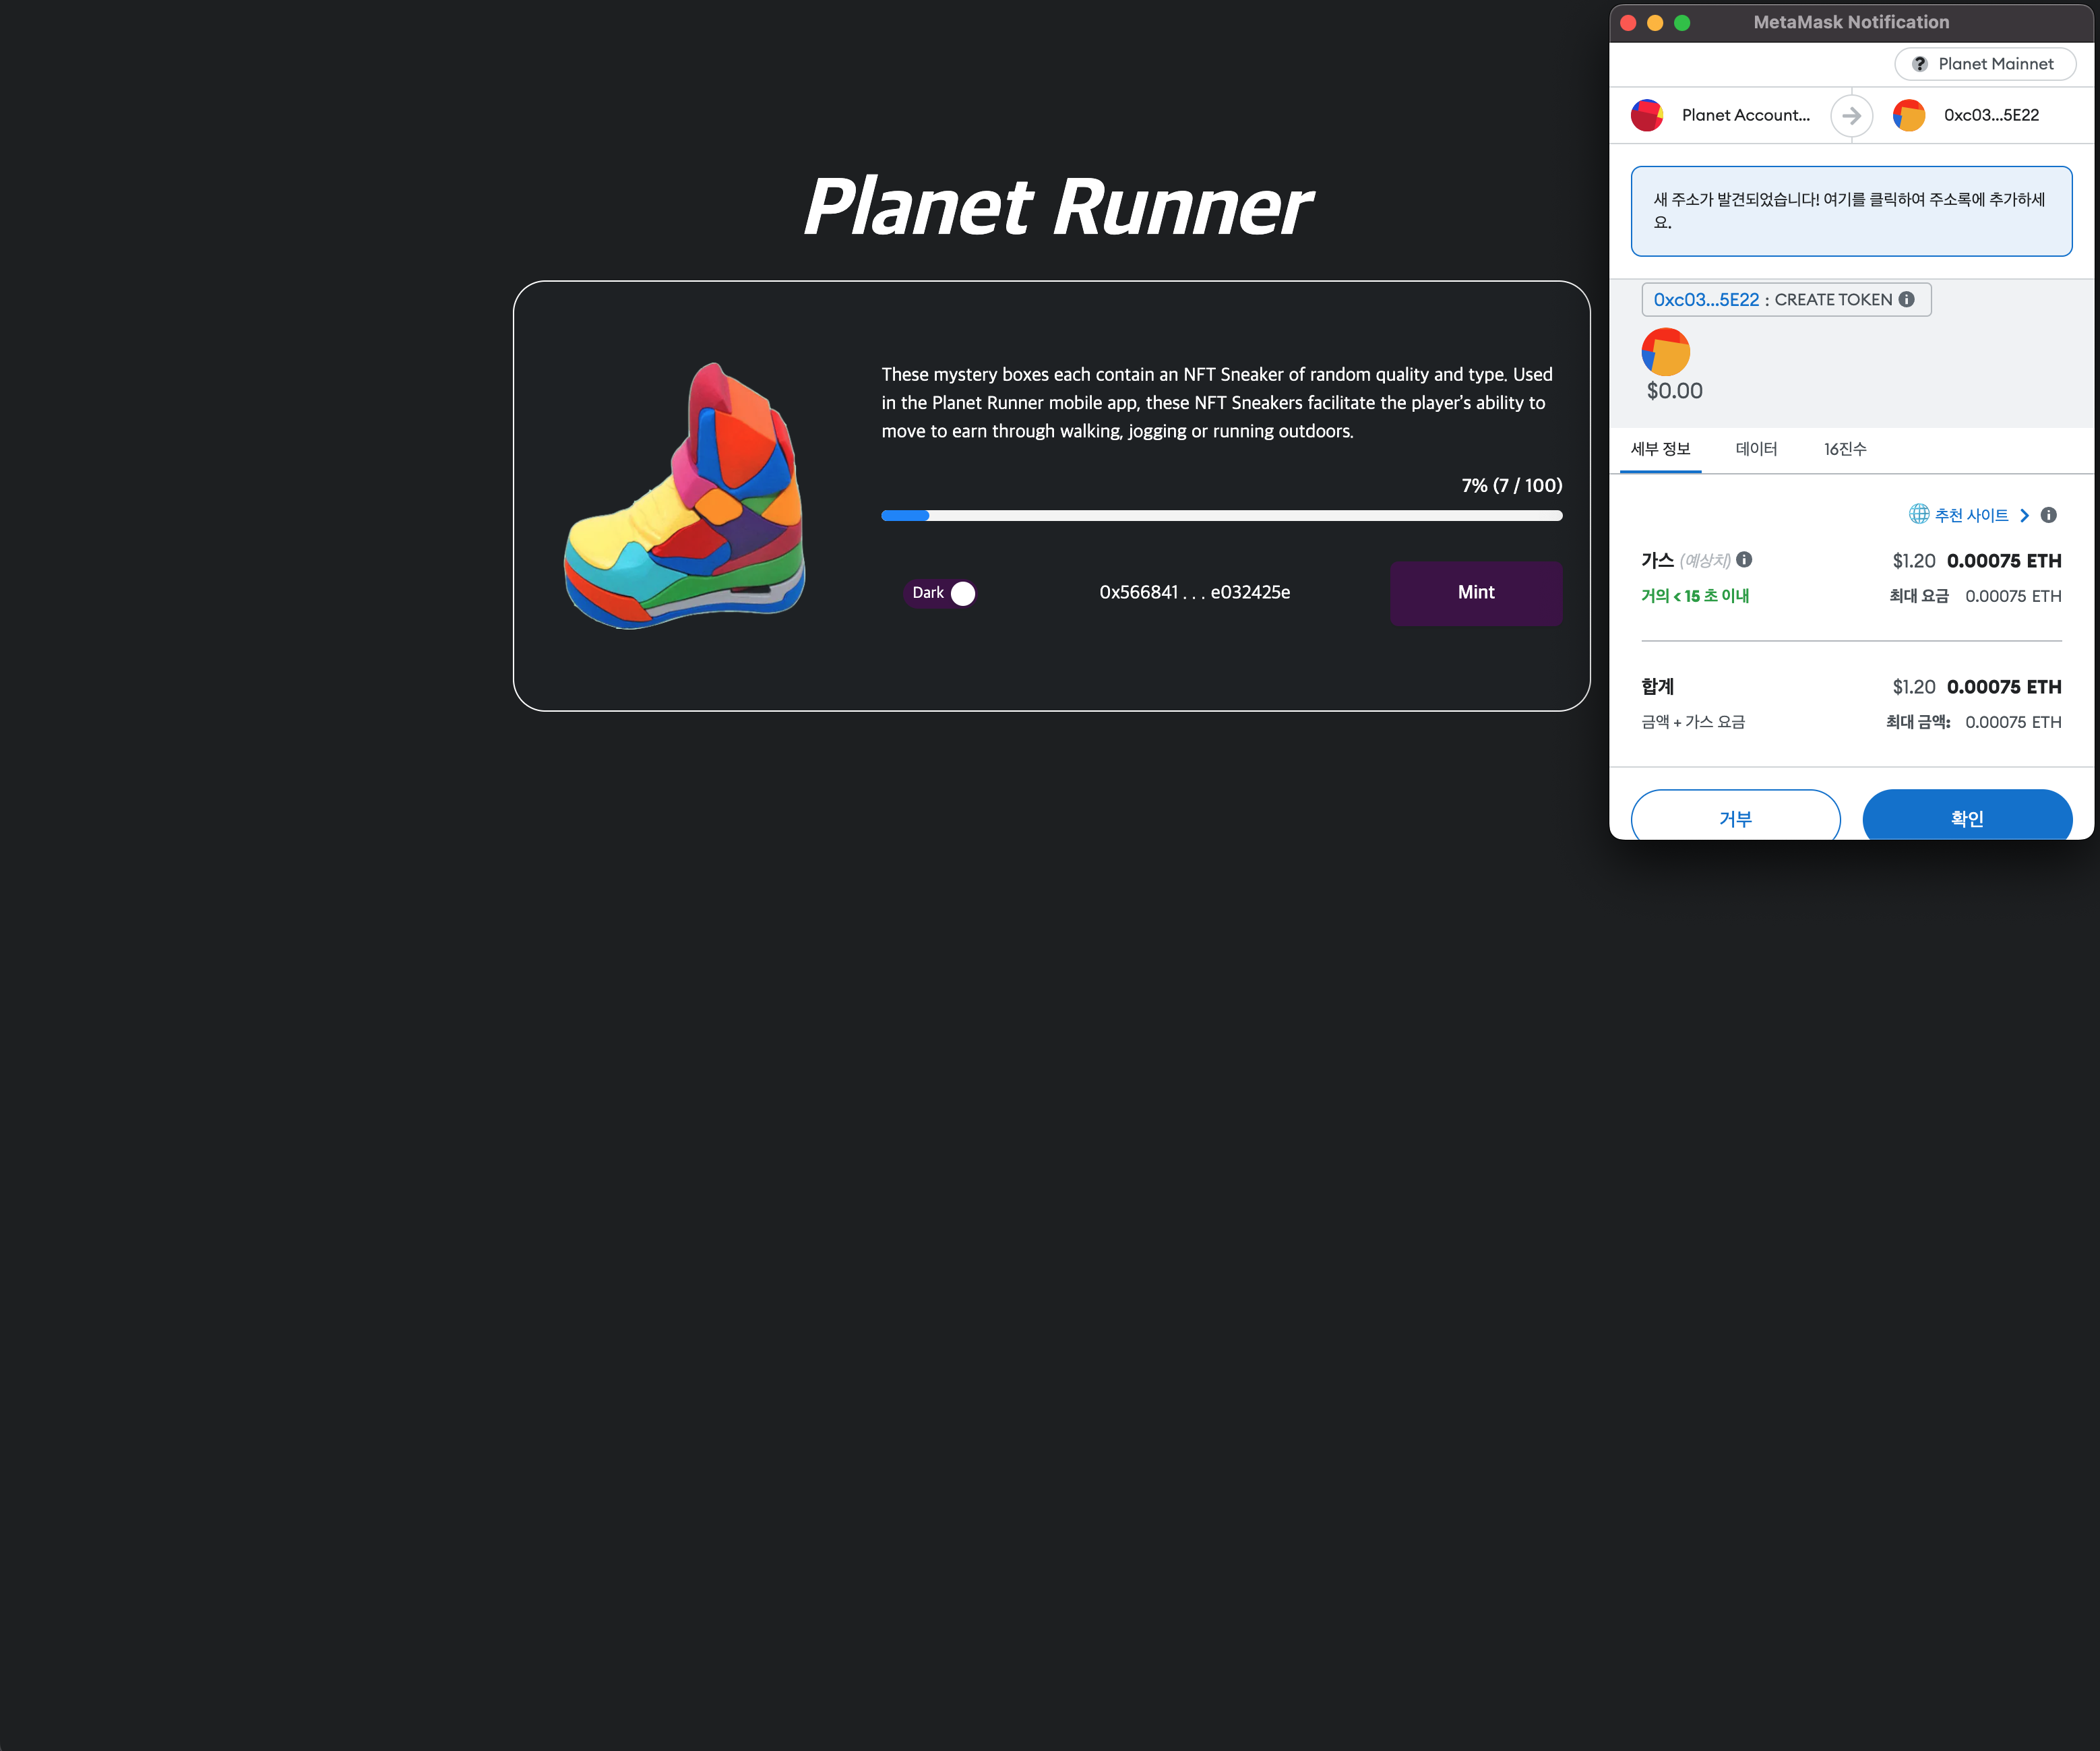 Planet Runner
These mystery boxes each contain an NFT Sneaker of random quality and type. Used
in the Planet Runner mobile app, these NFT Sneakers facilitate the player's ability to
move to earn through walking, jogging or running outdoors.
7% (7 / 100)
Dark
0x566841 . . . e032425e
Mint
MetaMask Notification
? Planet Mainnet
Planet Account...
0xc03...5E22
새 주소가 발견되었습니다! 여기를 클릭하여 주소록에 추가하세
요.
0xc03...5E22 : CREATE TOKEN
$0.00
세부 정보 데이터 16진수
추천 사이트
가스 (예상치) $1.20 0.00075 ETH
거의 < 15 초 이내 최대 요금 0.00075 ETH
합계 $1.20 0.00075 ETH
금액 + 가스 요금 최대 금액: 0.00075 ETH
거부 확인